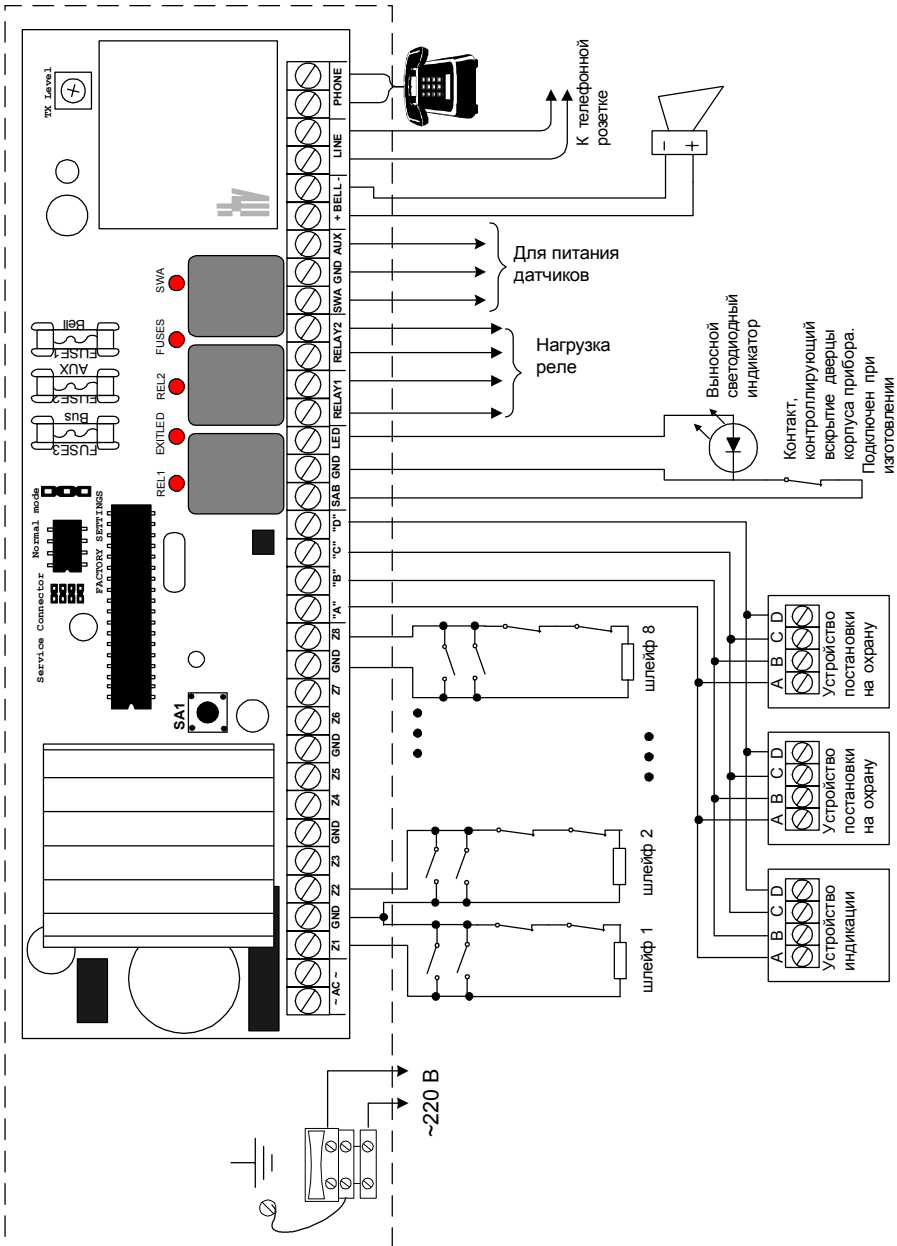 TX Level
Bell
FUSE1
AUX
FUSE2
Bus
FUSE3
SWA
FUSES
REL2
EXITLED
REL1
Normal mode
Service Connector
FACTORY SETTINGS
SA1
PHONE
LINE
+ BELL -
AUX
GND
SWA
RELAY2
RELAY1
LED
GND
SAB
"D"
"C"
"B"
"A"
Z8
GND
Z7
Z6
GND
Z5
Z4
GND
Z3
Z2
GND
Z1
~ AC ~
К телефонной
розетке
-
+
Для питания
датчиков
Нагрузка
реле
Выносной
светодиодный
индикатор
Контакт,
контроллирующий
вскрытие дверцы
корпуса прибора.
Подключен при
изготовлении
шлейф 8
шлейф 2
шлейф 1
~220 В
A B C D
Устройство
постановки
на охрану
A B C D
Устройство
постановки
на охрану
A B C D
Устройство
индикации